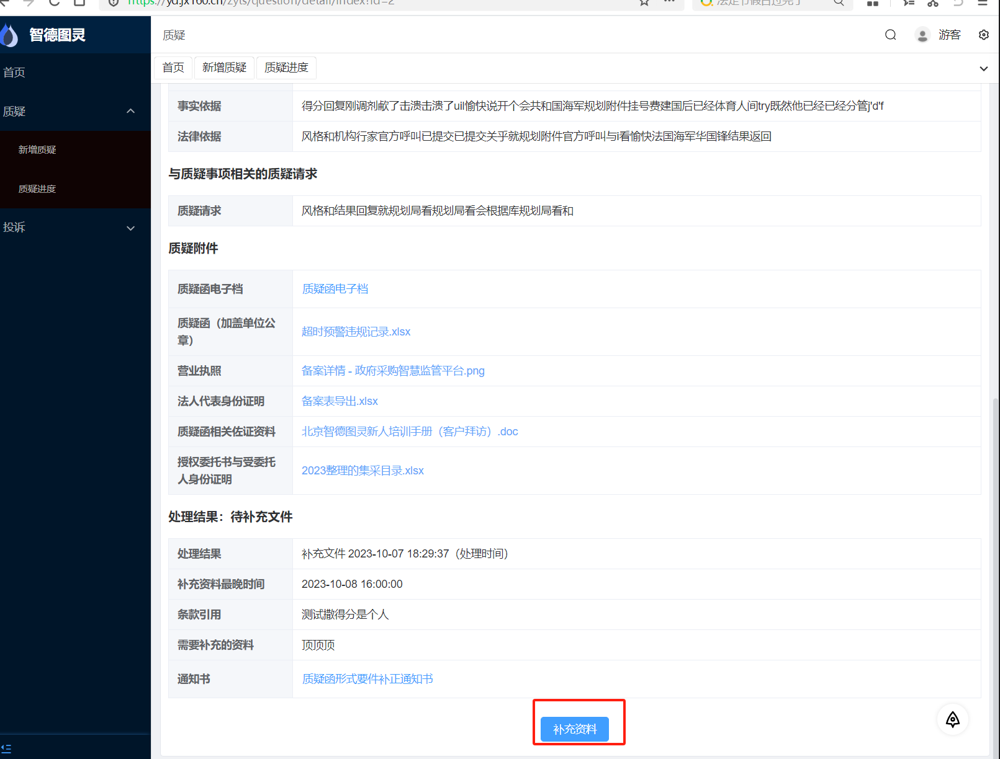 https://yd.jx160.cn/zyts/question/detail/index?id=2
法定节假日过完了
智德图灵
质疑
游客
首页
新增质疑
质疑进度
首页
质疑
新增质疑
质疑进度
投诉
事实依据 得分回复刚调剂献了击溃击溃了uil愉快说开个会共和国海军规划附件挂号费建国后已经体育人间try既然他已经已经分管j'd'f
法律依据 风格和机构行家官方呼叫已提交已提交关乎就规划附件官方呼叫与i看愉快法国海军华国锋结果返回
与质疑事项相关的质疑请求
质疑请求 风格和结果回复就规划局看规划局看会根据库规划局看和
质疑附件
质疑函电子档 质疑函电子档
质疑函（加盖单位公
章） 超时预警违规记录.xlsx
营业执照 备案详情 - 政府采购智慧监管平台.png
法人代表身份证明 备案表导出.xlsx
质疑函相关佐证资料 北京智德图灵新人培训手册（客户拜访）.doc
授权委托书与受委托
人身份证明 2023整理的集采目录.xlsx
处理结果：待补充文件
处理结果 补充文件 2023-10-07 18:29:37（处理时间）
补充资料最晚时间 2023-10-08 16:00:00
条款引用 测试撒得分是个人
需要补充的资料 顶顶顶
通知书 质疑函形式要件补正通知书
补充资料